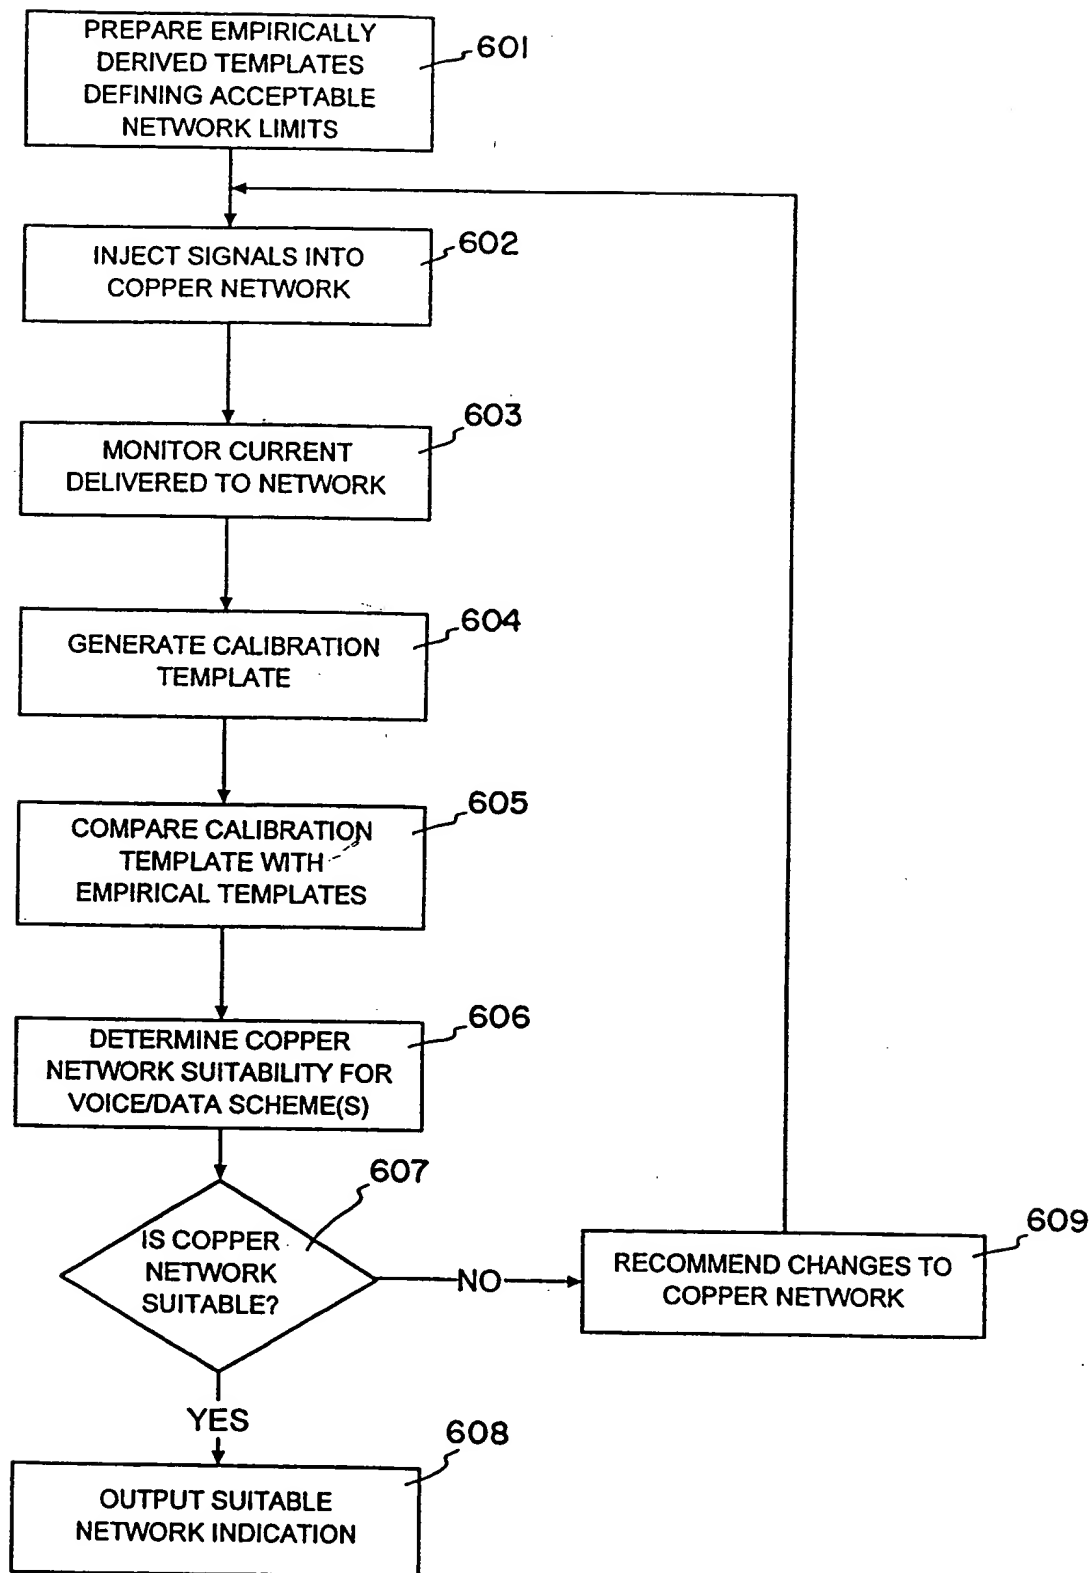 PREPARE EMPIRICALLY
DERIVED TEMPLATES
DEFINING ACCEPTABLE
NETWORK LIMITS
601
INJECT SIGNALS INTO
COPPER NETWORK
602
MONITOR CURRENT
DELIVERED TO NETWORK
603
GENERATE CALIBRATION
TEMPLATE
604
COMPARE CALIBRATION
TEMPLATE WITH
EMPIRICAL TEMPLATES
605
DETERMINE COPPER
NETWORK SUITABILITY FOR
VOICE/DATA SCHEME(S)
606
IS COPPER
NETWORK
SUITABLE?
607
NO
RECOMMEND CHANGES TO
COPPER NETWORK
609
YES
OUTPUT SUITABLE
NETWORK INDICATION
608